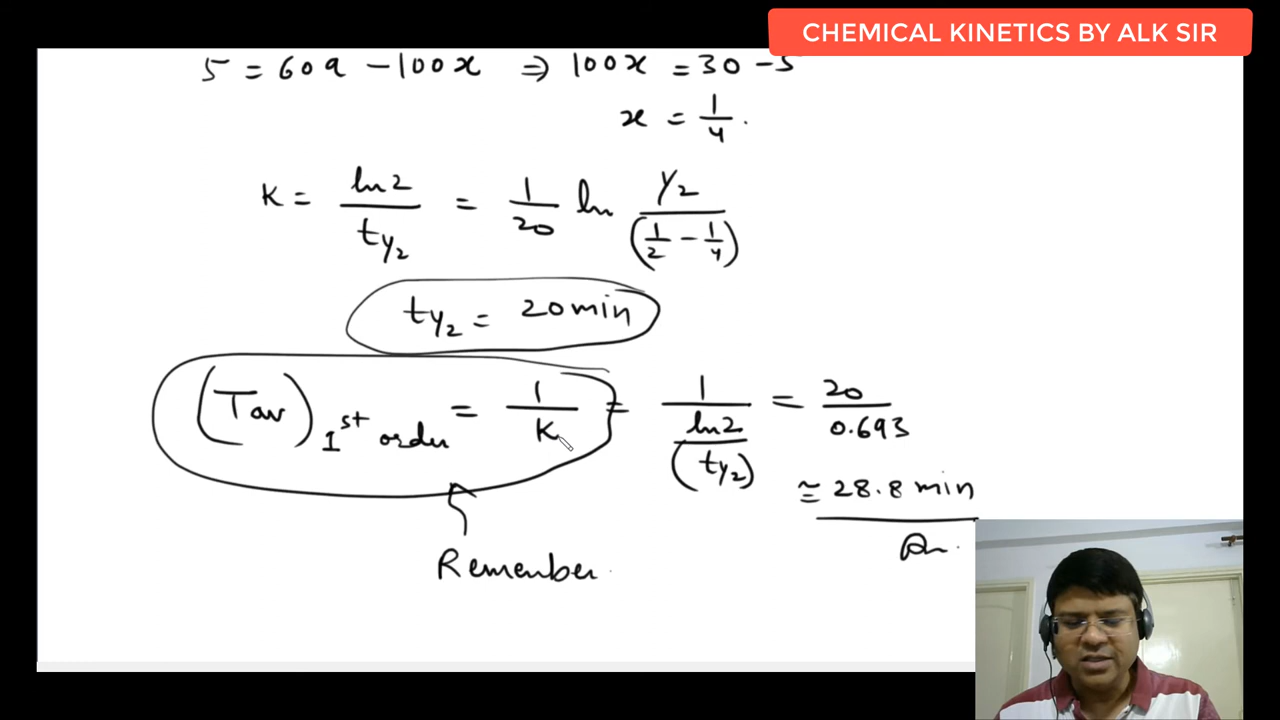 CHEMICAL KINETICS BY ALK SIR
5 = 60a - 100x ⇒ 100x = 30 - 5
x = 1/4.
K = ln2 / t½ = 1/20 ln ½ / (1/2 - 1/4)
t½ = 20 min
(Tav) 1st order = 1/K = 1 / (ln2 / (t½)) = 20 / 0.693
≅ 28.8 min
An.
Remember